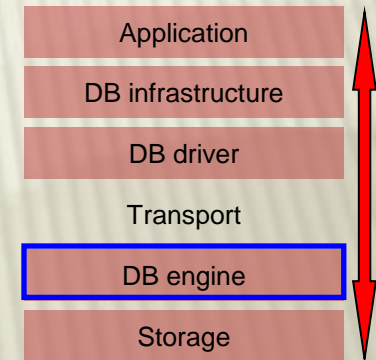 Application
DB infrastructure
DB driver
Transport
DB engine
Storage